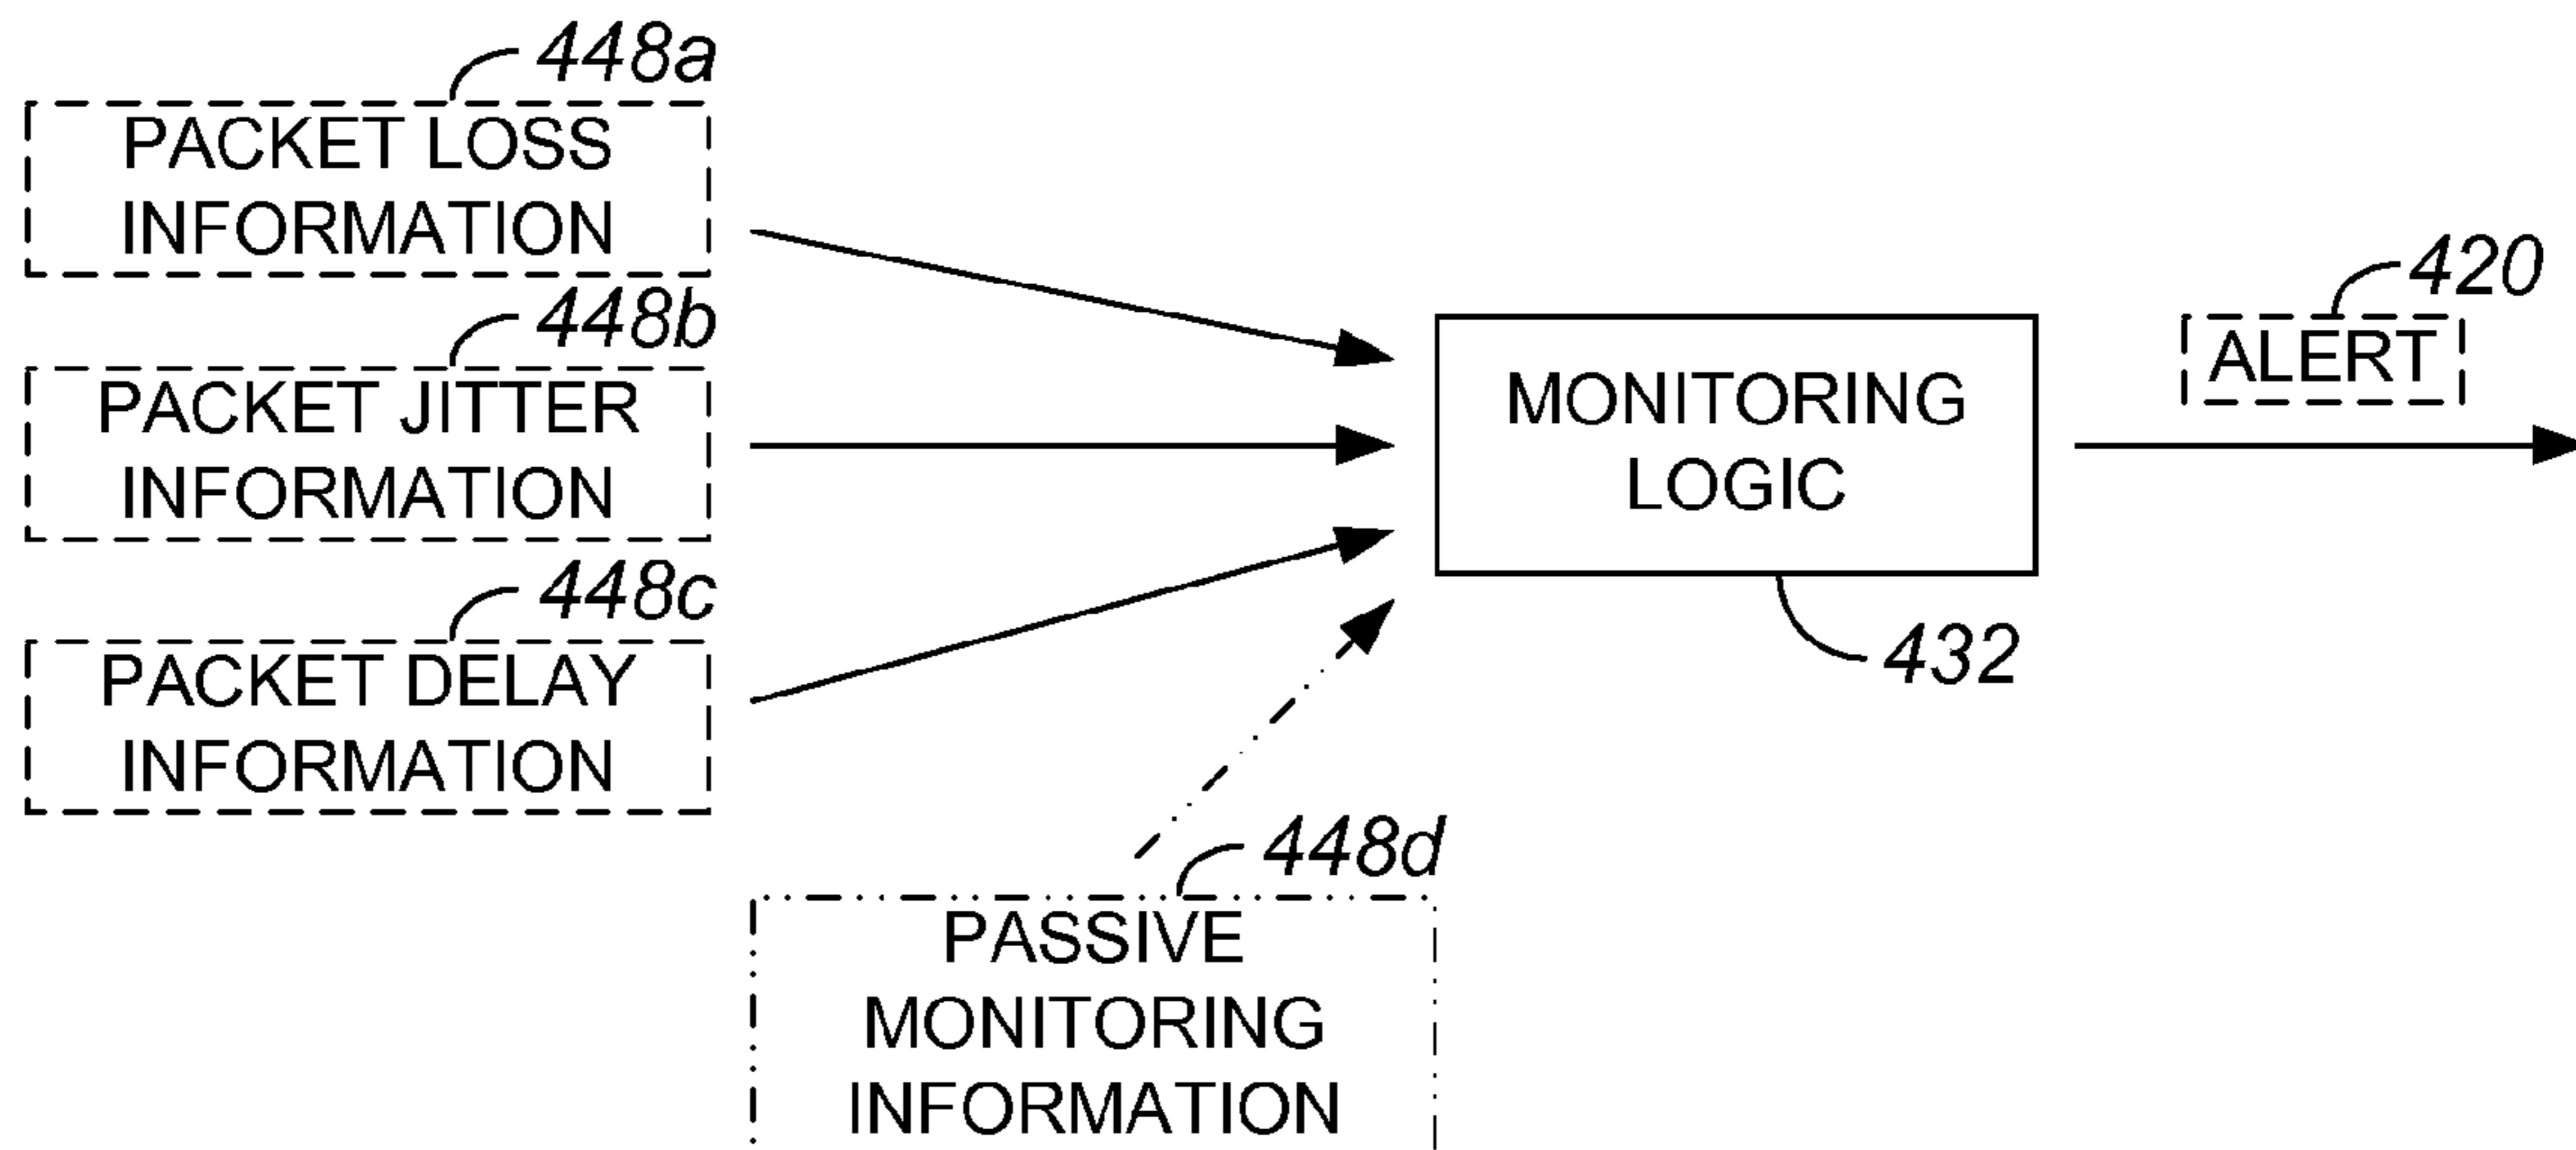 448a
PACKET LOSS
INFORMATION
448b
PACKET JITTER
INFORMATION
448c
PACKET DELAY
INFORMATION
448d
PASSIVE
MONITORING
INFORMATION
MONITORING
LOGIC
432
420
ALERT